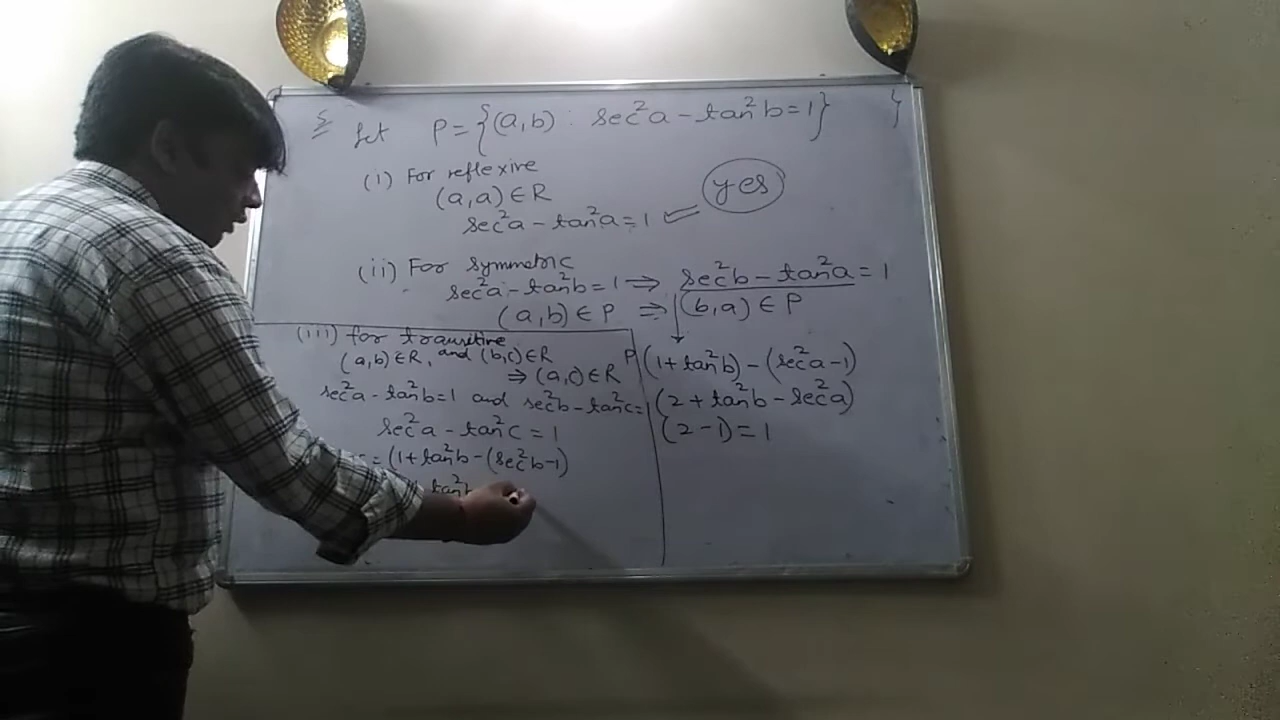 Let P = {(a,b) : sec²a - tan²b = 1} }
(i) For reflexive
(a,a) ∈ R
sec²a - tan²a = 1
yes
(ii) For symmetric
sec²a - tan²b = 1 ⇒ sec²b - tan²a = 1
(a,b) ∈ P ⇒ (b,a) ∈ P
(1 + tan²b) - (sec²a - 1)
(2 + tan²b - sec²a)
(2 - 1) = 1
(iii) for transitive
(a,b) ∈ R, and (b,c) ∈ R
⇒ (a,c) ∈ R
sec²a - tan²b = 1 and sec²b - tan²c = 1
sec²a - tan²c = 1
= (1 + tan²b - (sec²b - 1)
tan²b